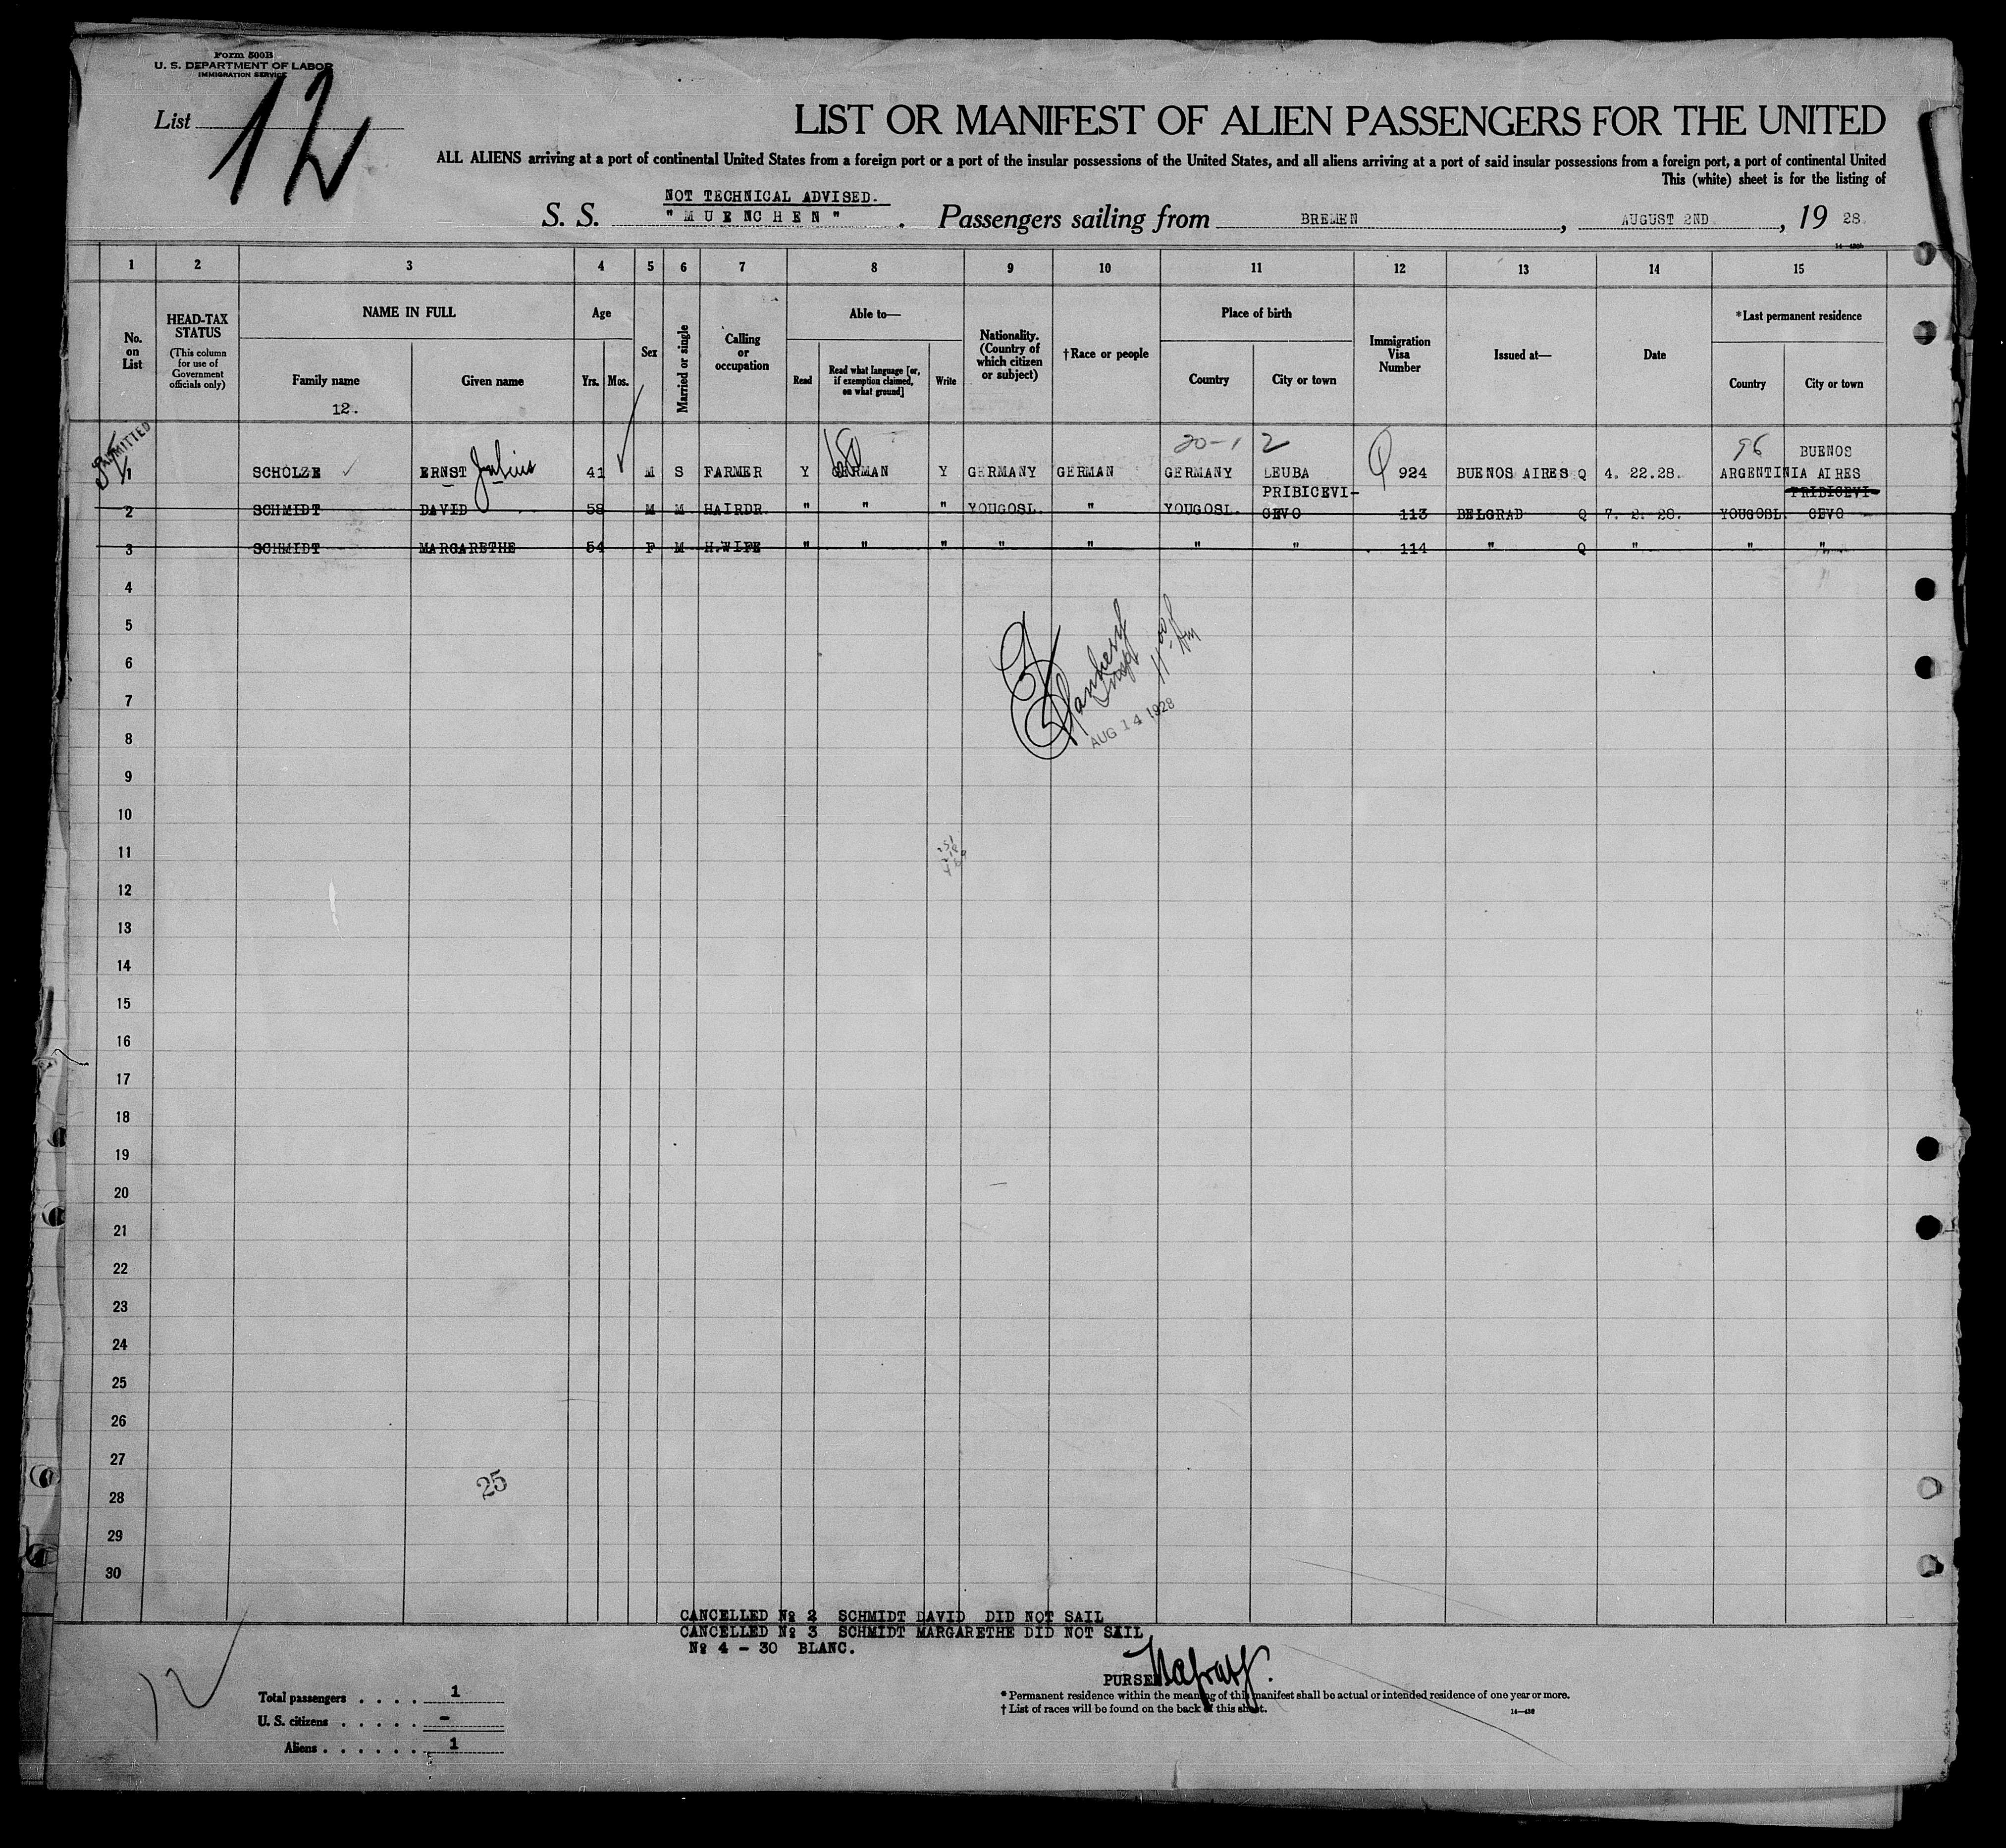 Form 500B
U. S. DEPARTMENT OF LABOR
IMMIGRATION SERVICE
List 12
LIST OR MANIFEST OF ALIEN PASSENGERS FOR THE UNITED
ALL ALIENS arriving at a port of continental United States from a foreign port or a port of the insular possessions of the United States, and all aliens arriving at a port of said insular possessions from a foreign port, a port of continental United
This (white) sheet is for the listing of
NOT TECHNICAL ADVISED.
S. S. "MUENCHEN". Passengers sailing from BREMEN, AUGUST 2ND., 19 28.
1 2 3 4 5 6 7 8 9 10 11 12 13 14 15
No. on List
HEAD-TAX STATUS
(This column for use of Government officials only)
NAME IN FULL
Family name
Given name
12.
Age
Yrs. Mos.
Sex
Married or single
Calling or occupation
Able to—
Read
Read what language [or, if exemption claimed, on what ground]
Write
Nationality. (Country of which citizen or subject)
†Race or people
Place of birth
Country
City or town
Immigration Visa Number
Issued at—
Date
*Last permanent residence
Country
City or town
ADMITTED
20-1 2 96 BUENOS
1 SCHOLZE ERNST Julius 41 M S FARMER Y GERMAN Y GERMANY GERMAN GERMANY LEUBA 924 BUENOS AIRES Q 4. 22.28. ARGENTINIA AIRES
PRIBICEVI- PRIBICEVI-
2 SCHMIDT DAVID 58 M M HAIRDR. " " " YOUGOSL. " YOUGOSL. CEVO 113 BELGRAD Q 7. 2. 28. YOUGOSL. CEVO
3 SCHMIDT MARGARETHE 54 F M H.WIFE " " " " " " " 114 " Q " " "
4
5
6
7
AUG 14 1928
8
9
10
11
12
13
14
15
16
17
18
19
20
21
22
23
24
25
26
27
25
28
29
30
CANCELLED № 2 SCHMIDT DAVID DID NOT SAIL
CANCELLED № 3 SCHMIDT MARGARETHE DID NOT SAIL
№ 4 - 30 BLANC.
12
PURSER
Total passengers . . . . 1
* Permanent residence within the meaning of this manifest shall be actual or intended residence of one year or more.
† List of races will be found on the back of this sheet.
U. S. citizens . . . . . -
Aliens . . . . . . 1